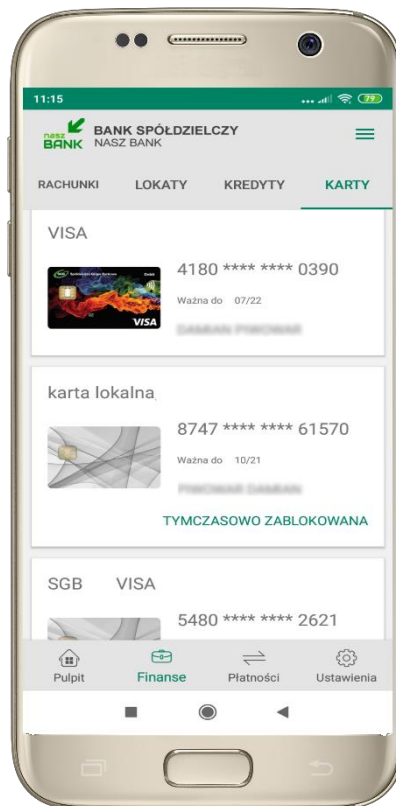 11:15
79
nasz BANK
BANK SPÓŁDZIELCZY
NASZ BANK
RACHUNKI LOKATY KREDYTY KARTY
VISA
4180 **** **** 0390
Ważna do 07/22
VISA
karta lokalna
8747 **** **** 61570
Ważna do 10/21
TYMCZASOWO ZABLOKOWANA
SGB VISA
5480 **** **** 2621
Pulpit Finanse Płatności Ustawienia